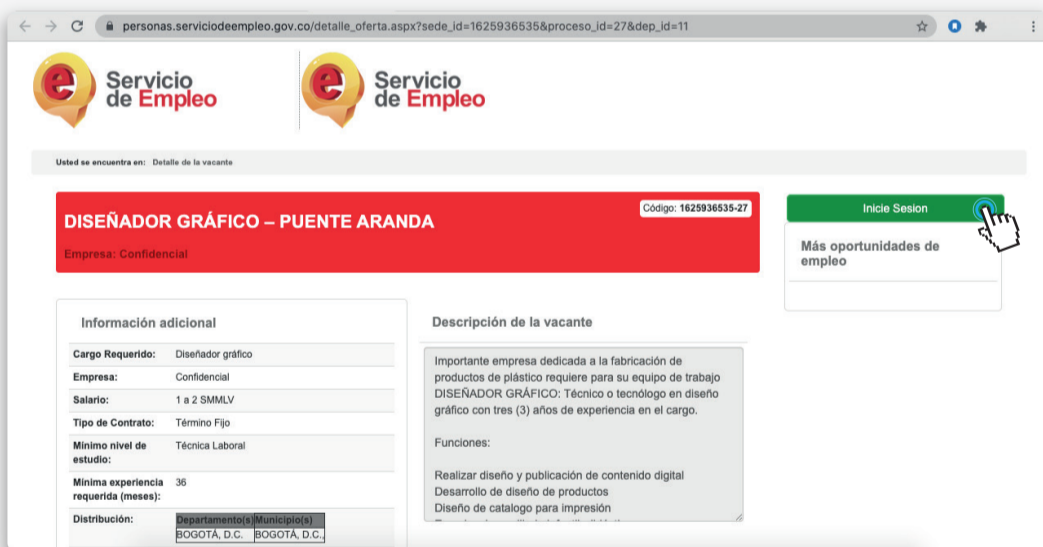 personas.serviciodeempleo.gov.co/detalle_oferta.aspx?sede_id=1625936535&proceso_id=27&dep_id=11
e Servicio
de Empleo
e Servicio
de Empleo
Usted se encuentra en: Detalle de la vacante
DISEÑADOR GRÁFICO – PUENTE ARANDA
Código: 1625936535-27
Empresa: Confidencial
Inicie Sesion
Más oportunidades de
empleo
Información adicional
Cargo Requerido: Diseñador gráfico
Empresa: Confidencial
Salario: 1 a 2 SMMLV
Tipo de Contrato: Término Fijo
Mínimo nivel de
estudio: Técnica Laboral
Mínima experiencia
requerida (meses): 36
Distribución: Departamento(s) Municipio(s)
BOGOTÁ, D.C. BOGOTÁ, D.C.,
Descripción de la vacante
Importante empresa dedicada a la fabricación de
productos de plástico requiere para su equipo de trabajo
DISEÑADOR GRÁFICO: Técnico o tecnólogo en diseño
gráfico con tres (3) años de experiencia en el cargo.
Funciones:
Realizar diseño y publicación de contenido digital
Desarrollo de diseño de productos
Diseño de catalogo para impresión